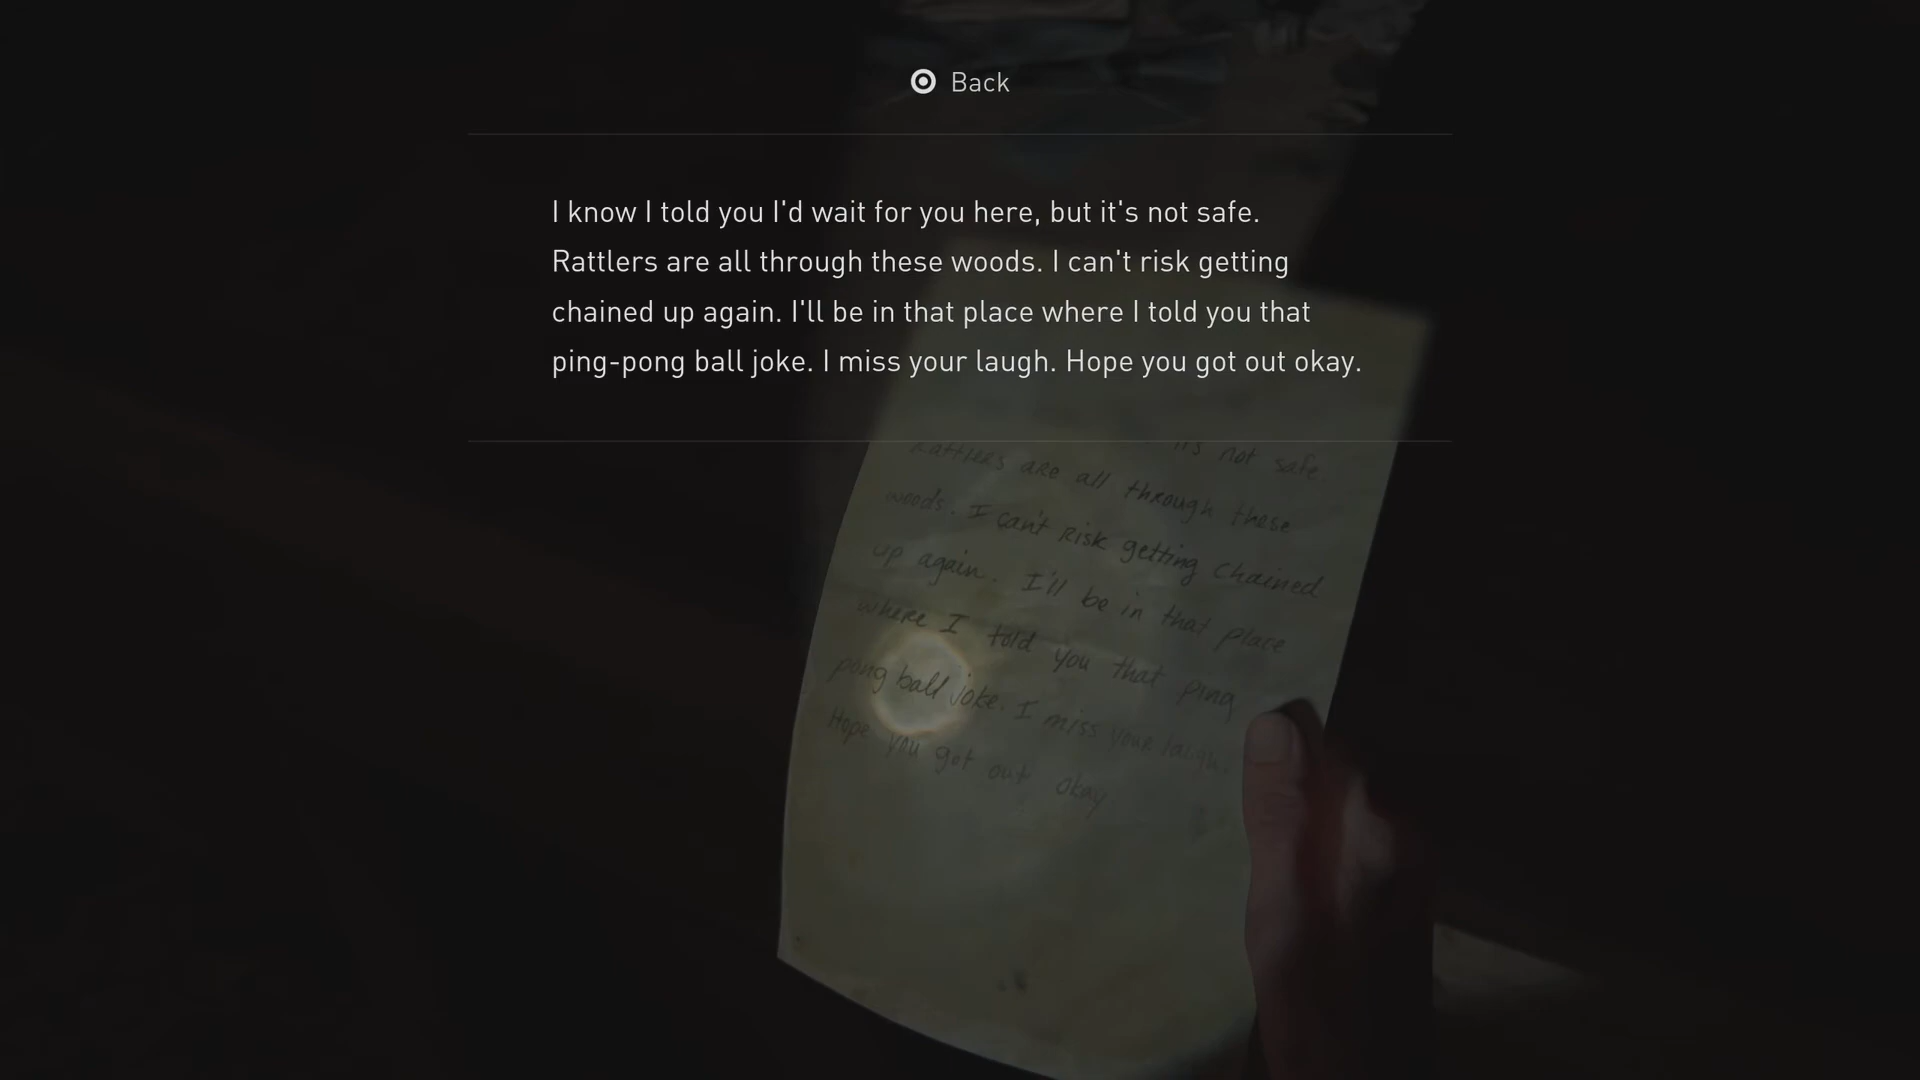 Back
I know I told you I'd wait for you here, but it's not safe.
Rattlers are all through these woods. I can't risk getting
chained up again. I'll be in that place where I told you that
ping-pong ball joke. I miss your laugh. Hope you got out okay.
it's not safe.
Rattlers are all through these
woods. I can't risk getting chained
up again. I'll be in that place
where I told you that ping
pong ball joke. I miss your laugh.
Hope you got out okay